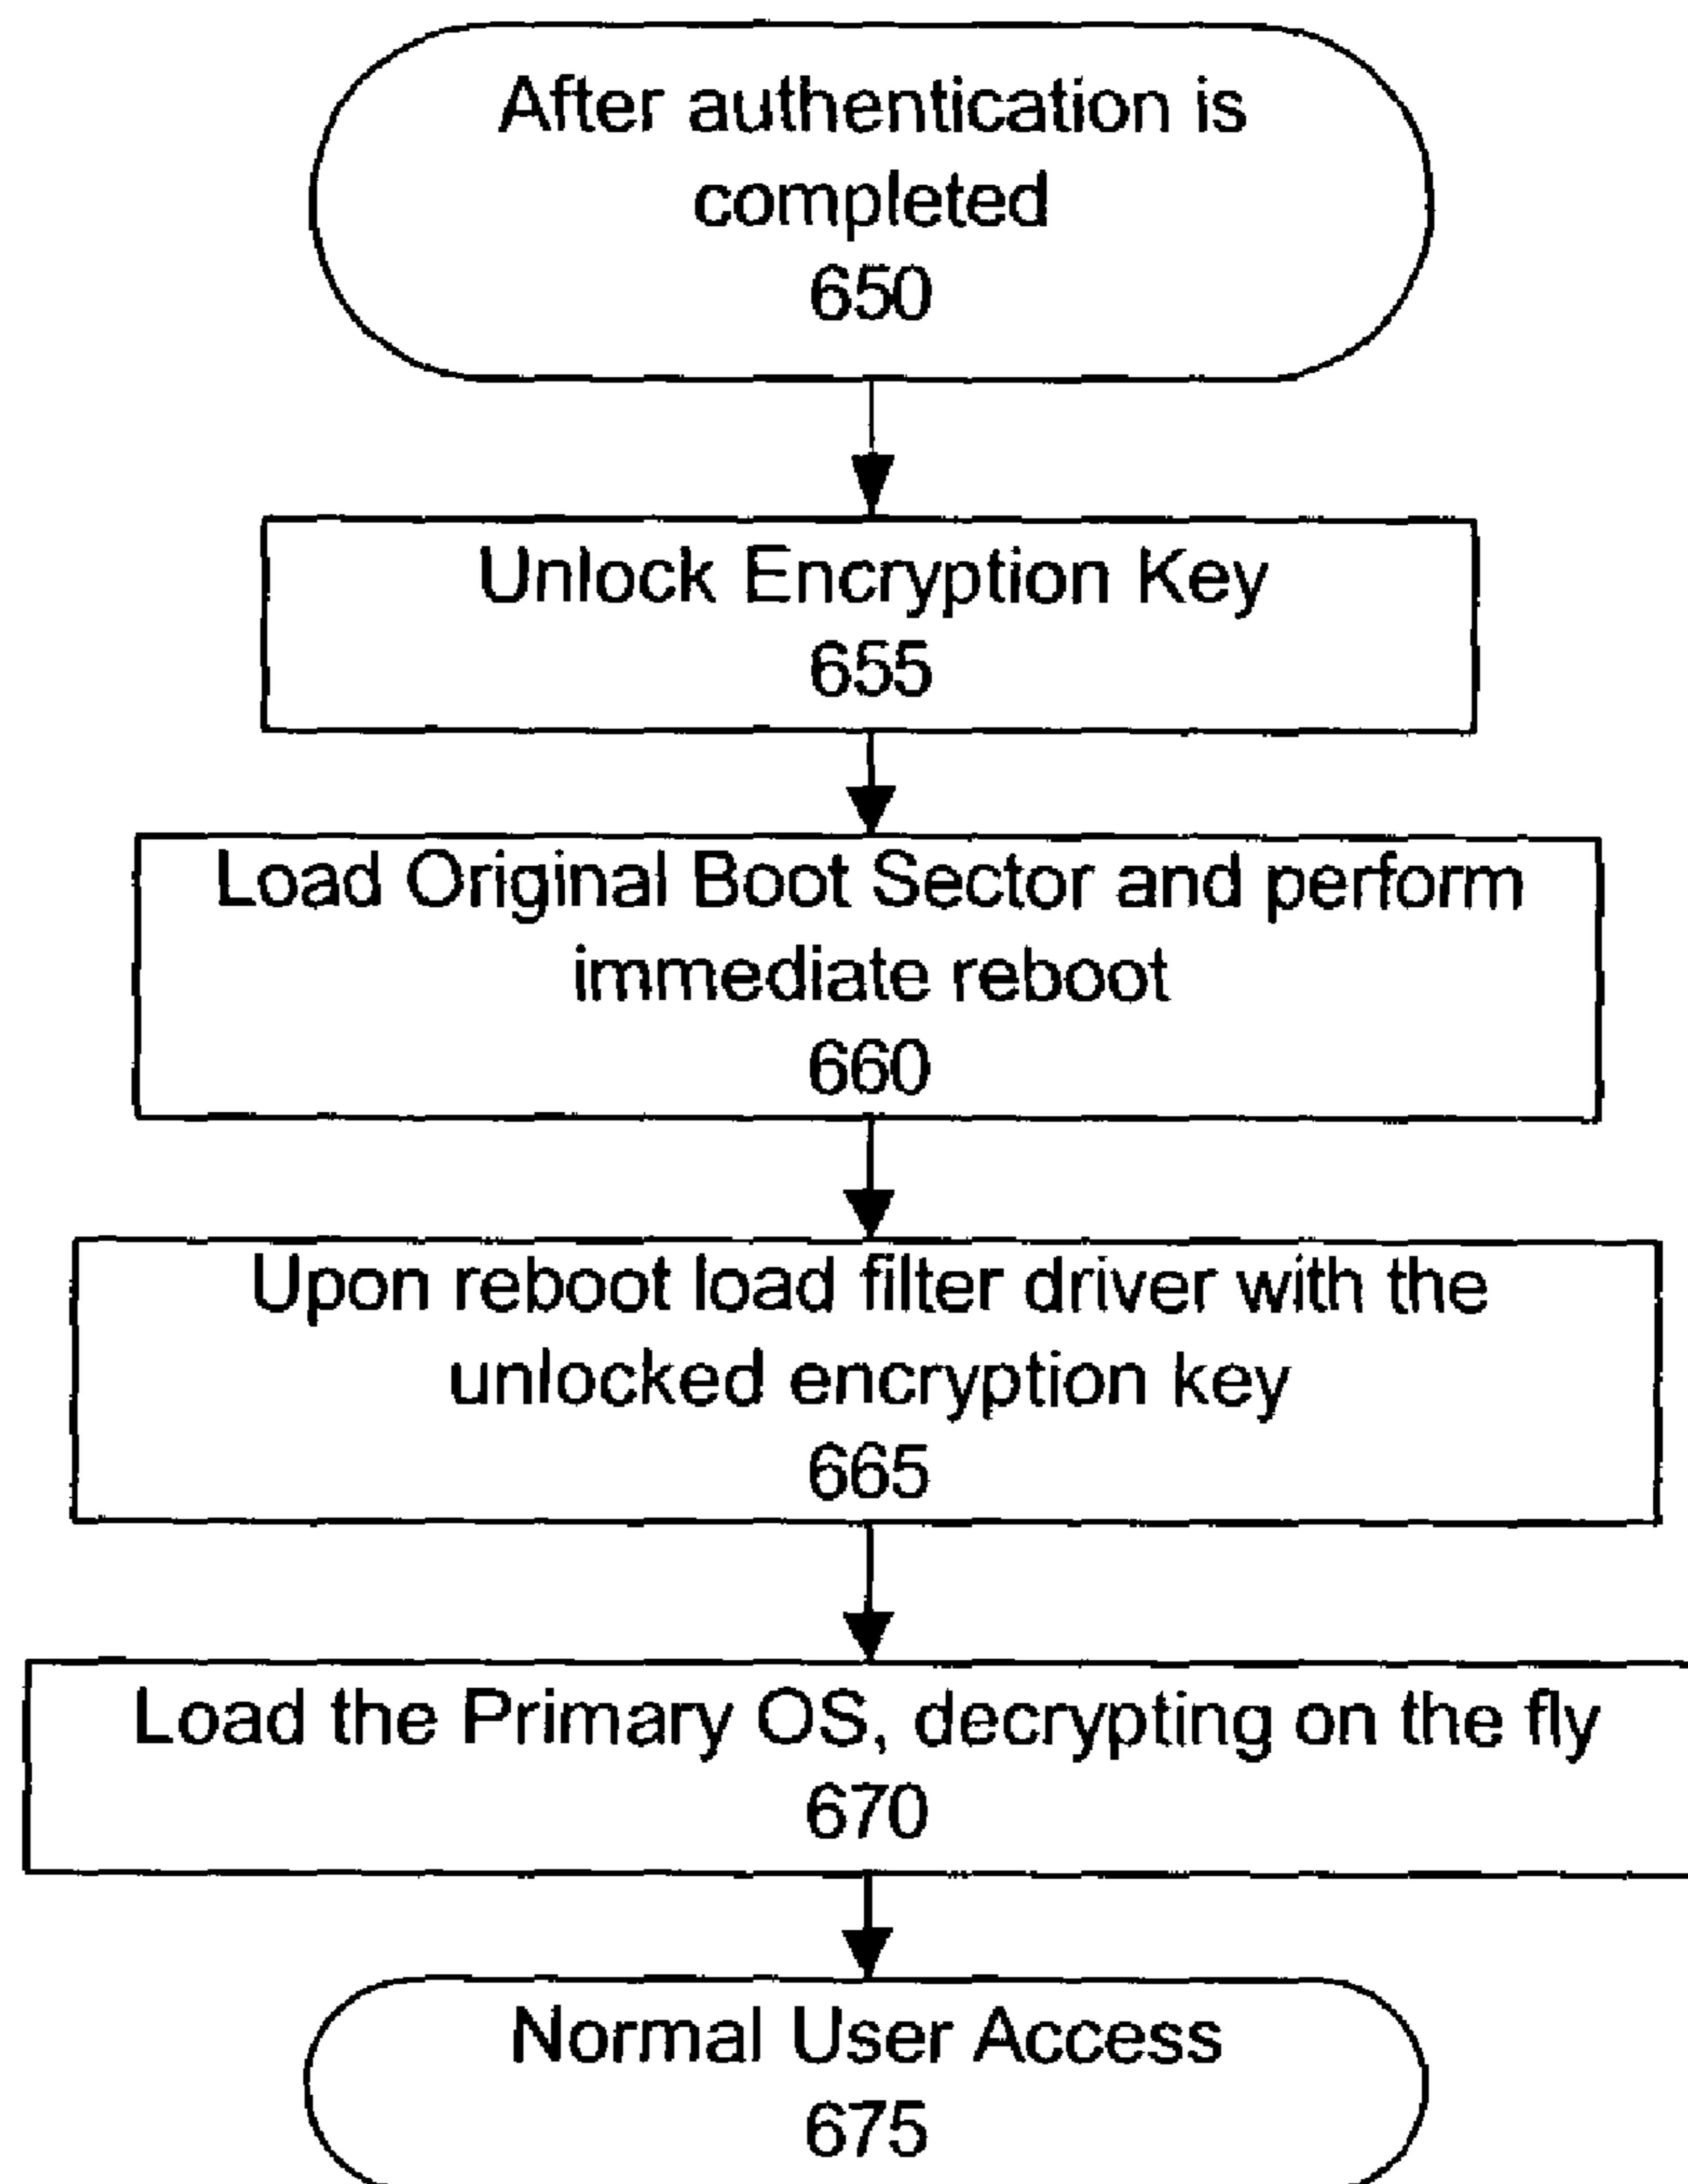 After authentication is
completed
650
Unlock Encryption Key
655
Load Original Boot Sector and perform
immediate reboot
660
Upon reboot load filter driver with the
unlocked encryption key
665
Load the Primary OS, decrypting on the fly
670
Normal User Access
675